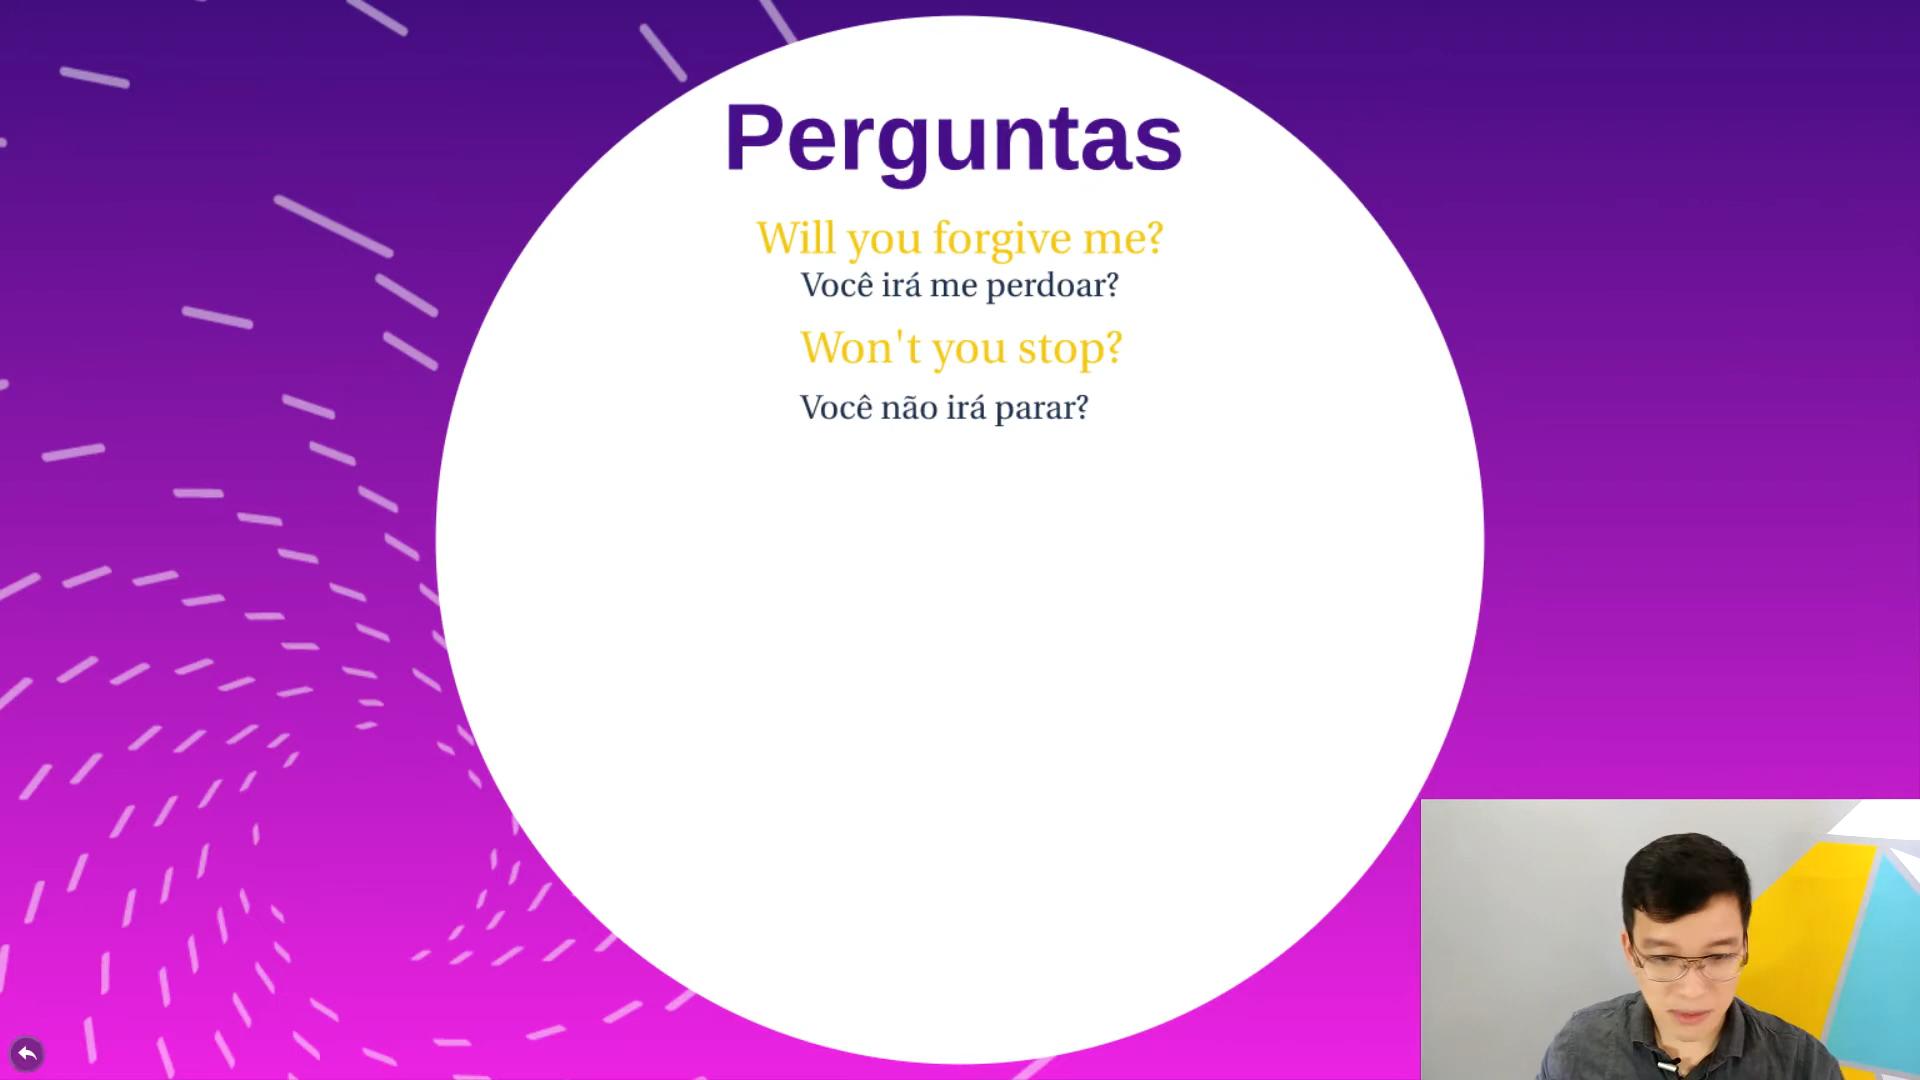 Perguntas
Will you forgive me?
Você irá me perdoar?
Won't you stop?
Você não irá parar?